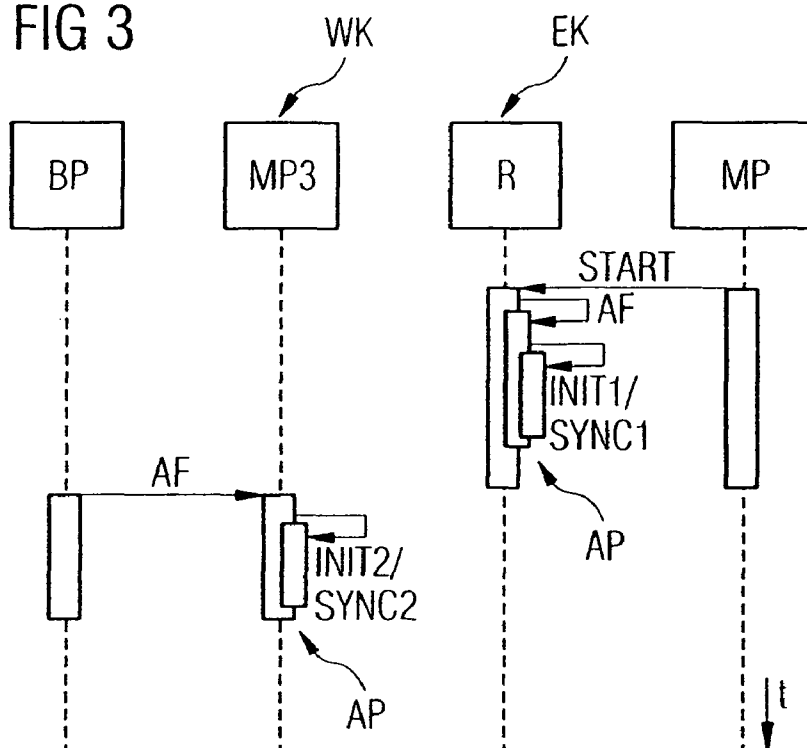 FIG 3
WK
EK
BP
MP3
R
MP
START
AF
INIT1/
SYNC1
AF
AP
INIT2/
SYNC2
AP
t